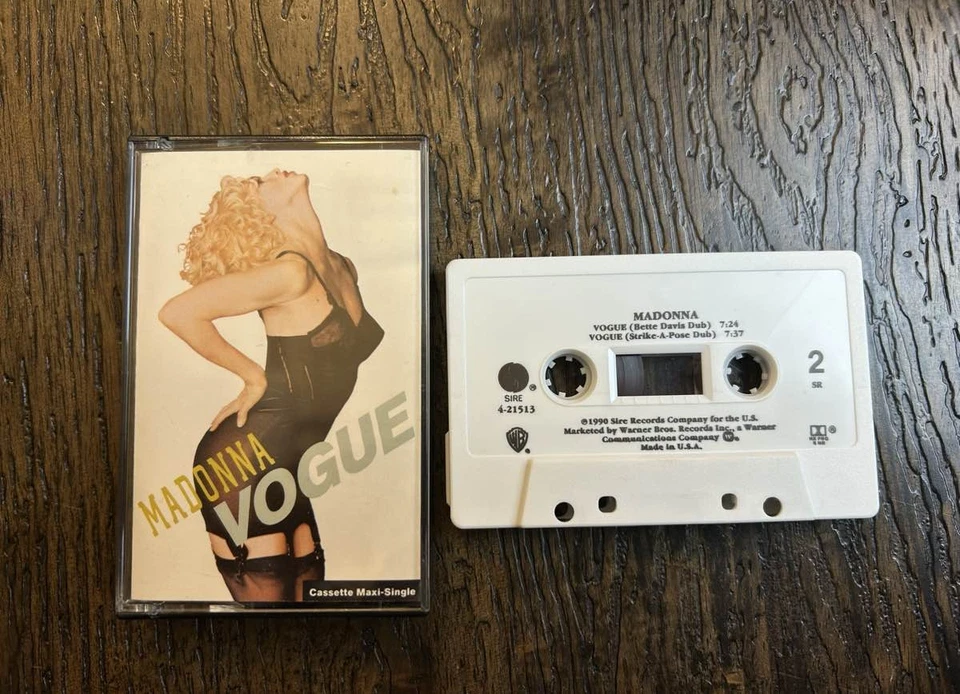 MADONNA
VOGUE
Cassette Maxi-Single
MADONNA
VOGUE (Bette Davis Dub) 7:24
VOGUE (Strike-A-Pose Dub) 7:37
2
SR
®
SIRE
4-21513
℗1990 Sire Records Company for the U.S.
Marketed by Warner Bros. Records Inc., a Warner
Communications Company
Made in U.S.A.
WB
®